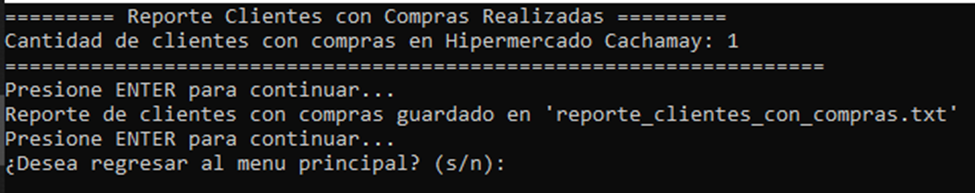 ========= Reporte Clientes con Compras Realizadas =========
Cantidad de clientes con compras en Hipermercado Cachamay: 1
===================================================================
Presione ENTER para continuar...
Reporte de clientes con compras guardado en 'reporte_clientes_con_compras.txt'
Presione ENTER para continuar...
¿Desea regresar al menu principal? (s/n):